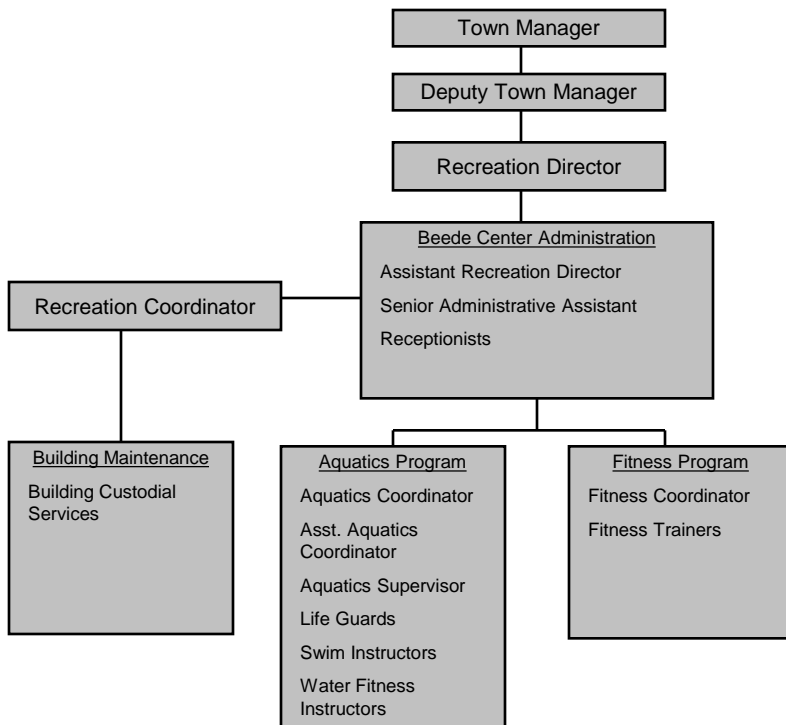 Town Manager
Deputy Town Manager
Recreation Director
Beede Center Administration
Assistant Recreation Director
Senior Administrative Assistant
Receptionists
Recreation Coordinator
Building Maintenance
Building Custodial
Services
Aquatics Program
Aquatics Coordinator
Asst. Aquatics
Coordinator
Aquatics Supervisor
Life Guards
Swim Instructors
Water Fitness
Instructors
Fitness Program
Fitness Coordinator
Fitness Trainers